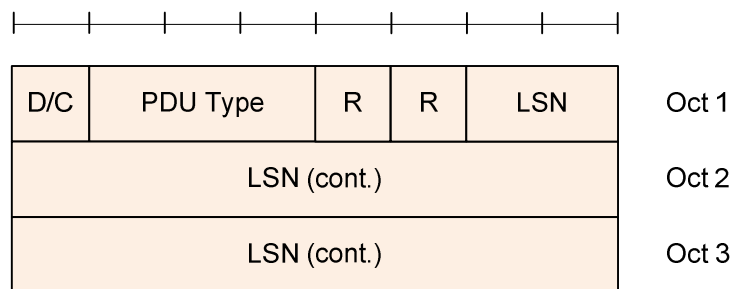 D/C PDU Type R R LSN Oct 1
LSN (cont.) Oct 2
LSN (cont.) Oct 3